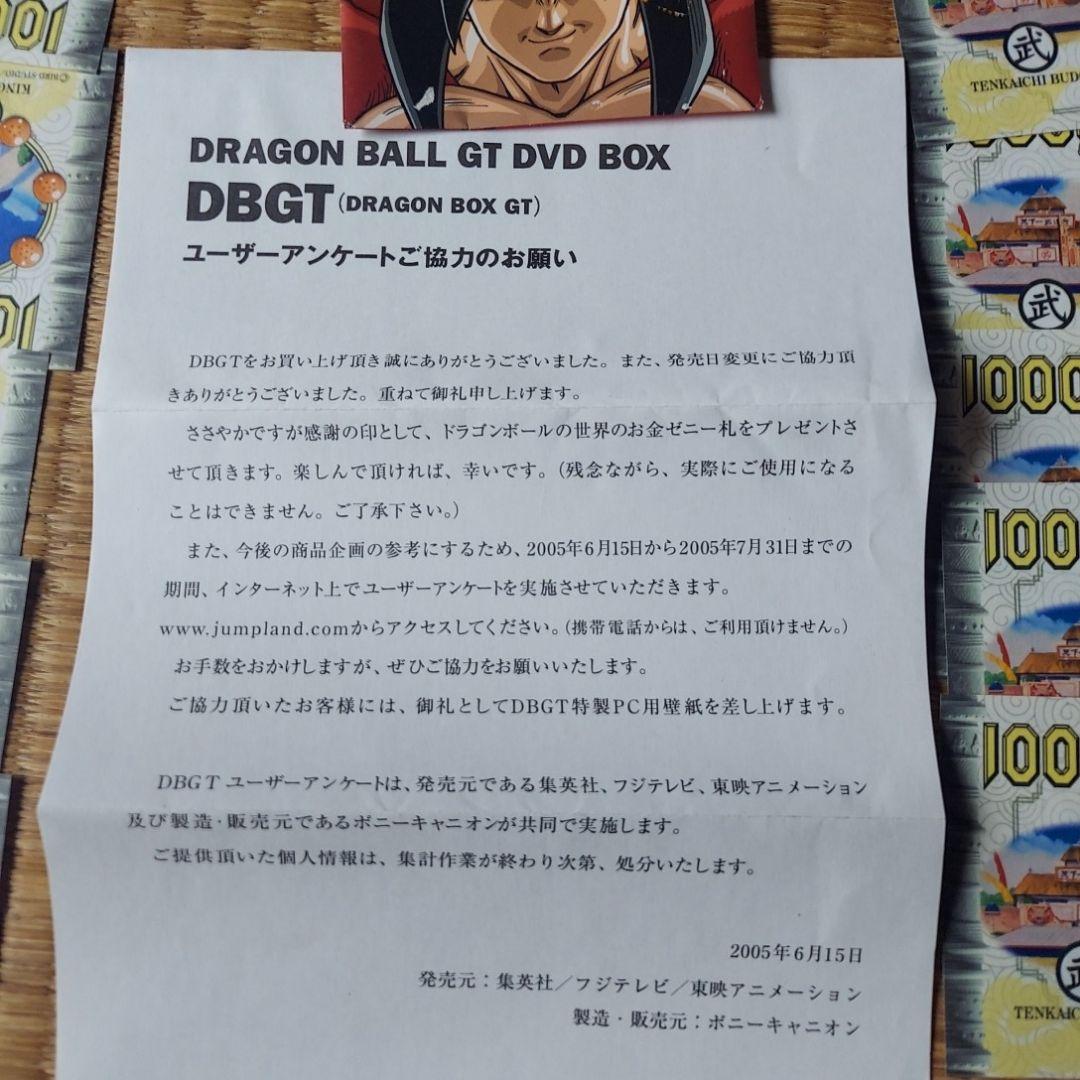 DRAGON BALL GT DVD BOX
DBGT (DRAGON BOX GT)
ユーザーアンケートご協力のお願い
DBGTをお買い上げ頂き誠にありがとうございました。また、発売日変更にご協力頂
きありがとうございました。重ねて御礼申し上げます。
ささやかですが感謝の印として、ドラゴンボールの世界のお金ゼニー札をプレゼントさ
せて頂きます。楽しんで頂ければ、幸いです。(残念ながら、実際にご使用になる
ことはできません。ご了承下さい。)
また、今後の商品企画の参考にするため、2005年6月15日から2005年7月31日までの
期間、インターネット上でユーザーアンケートを実施させていただきます。
www.jumpland.comからアクセスしてください。(携帯電話からは、ご利用頂けません。)
お手数をおかけしますが、ぜひご協力をお願いいたします。
ご協力頂いたお客様には、御礼としてDBGT特製PC用壁紙を差し上げます。
DBGT ユーザーアンケートは、発売元である集英社、フジテレビ、東映アニメーション
及び製造・販売元であるポニーキャニオンが共同で実施します。
ご提供頂いた個人情報は、集計作業が終わり次第、処分いたします。
2005年6月15日
発売元：集英社／フジテレビ／東映アニメーション
製造・販売元：ポニーキャニオン
武
TENKAICHI BUD
武
1000
100
100
TENKAIC